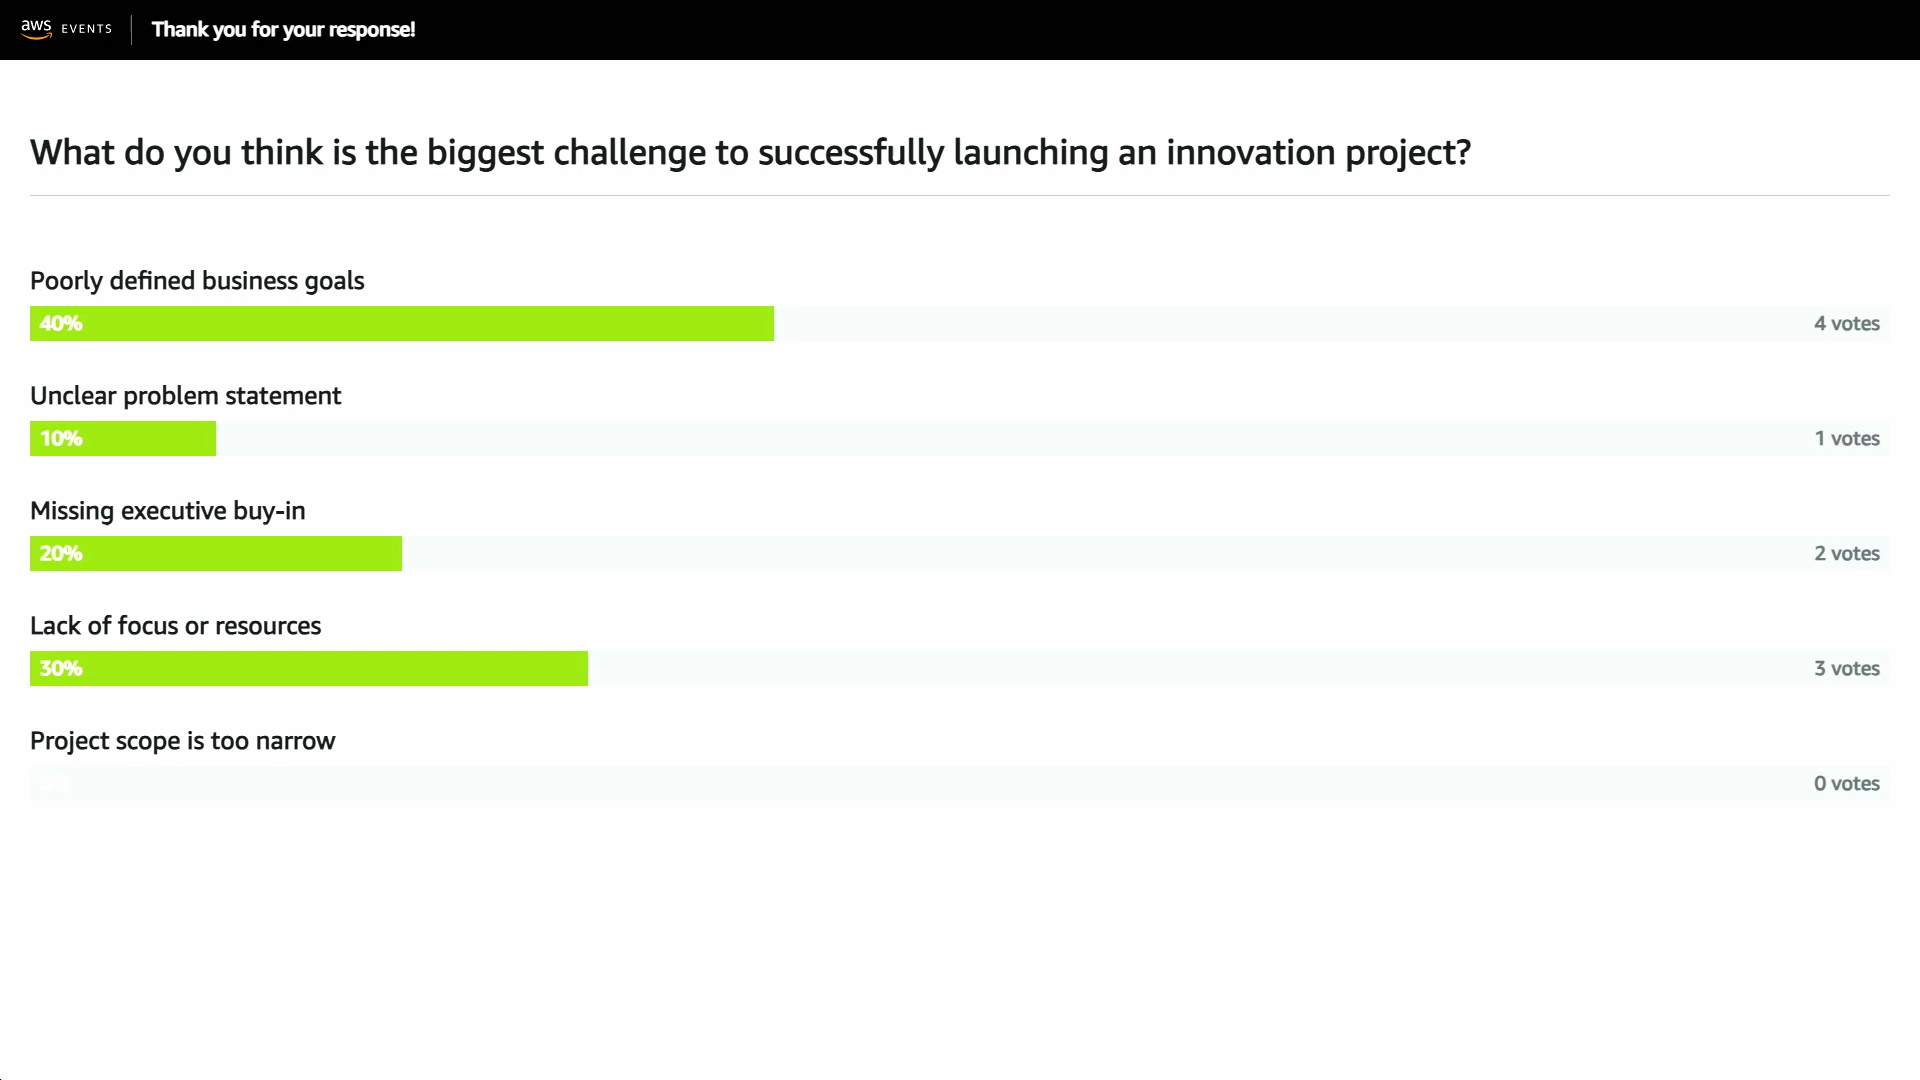 aws EVENTS Thank you for your response!
What do you think is the biggest challenge to successfully launching an innovation project?
Poorly defined business goals
40% 4 votes
Unclear problem statement
10% 1 votes
Missing executive buy-in
20% 2 votes
Lack of focus or resources
30% 3 votes
Project scope is too narrow
0% 0 votes